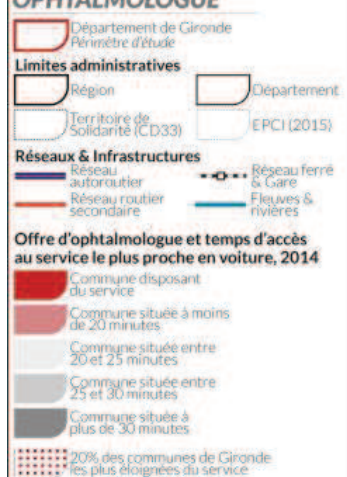 OPHTALMOLOGUE
Département de Gironde
Périmètre d'étude
Limites administratives
Région
Département
Territoire de
Solidarité (CD33)
EPCI (2015)
Réseaux & Infrastructures
Réseau
autoroutier
Réseau ferré
& Gare
Réseau routier
secondaire
Fleuves &
rivières
Offre d'ophtalmologue et temps d'accès
au service le plus proche en voiture, 2014
Commune disposant
du service
Commune située à moins
de 20 minutes
Commune située entre
20 et 25 minutes
Commune située entre
25 et 30 minutes
Commune située à
plus de 30 minutes
20% des communes de Gironde
les plus éloignées du service